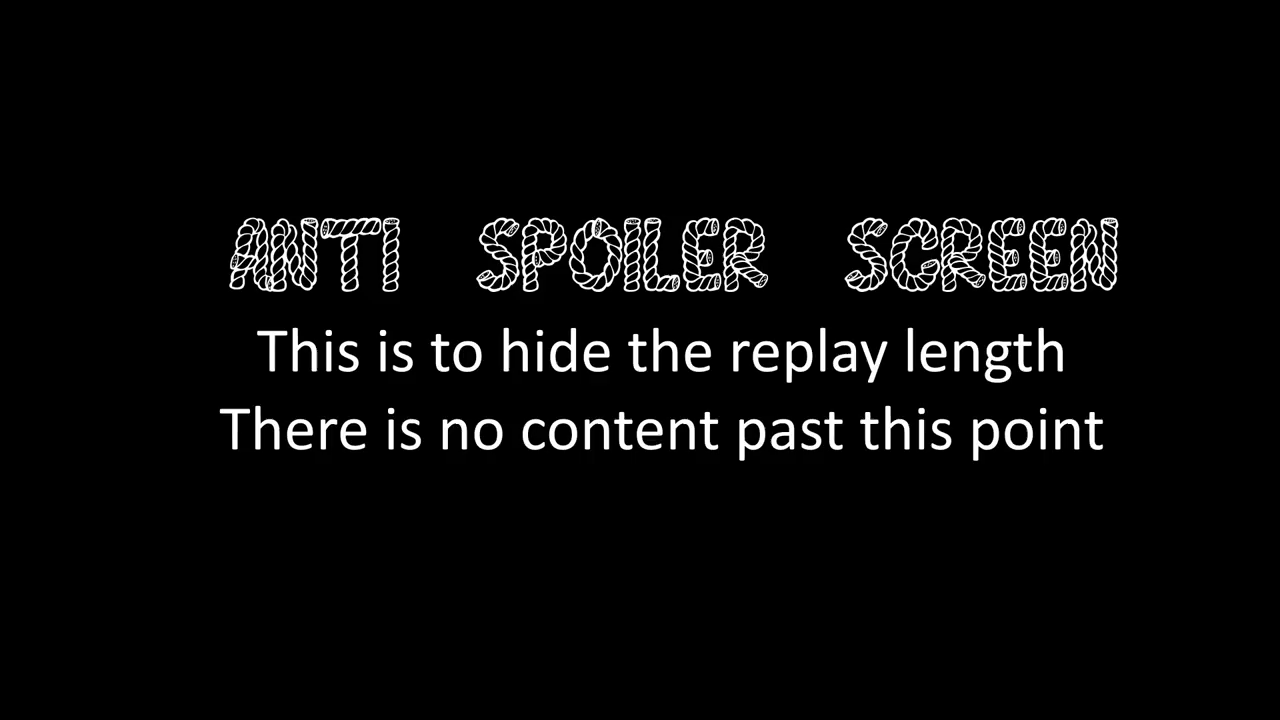 ANTI SPOILER SCREEN
This is to hide the replay length
There is no content past this point